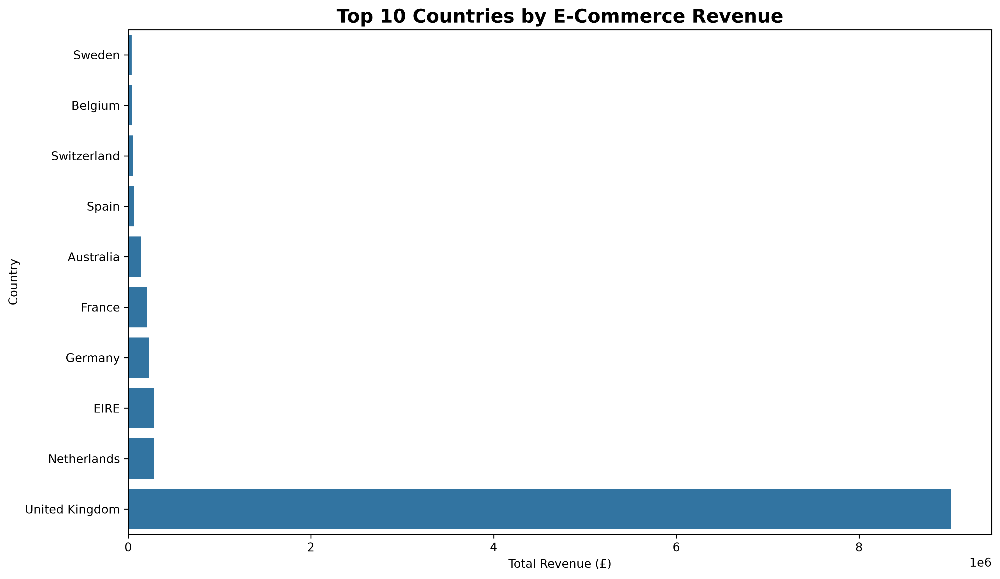 Top 10 Countries by E-Commerce Revenue
Country
Sweden
Belgium
Switzerland
Spain
Australia
France
Germany
EIRE
Netherlands
United Kingdom
0 2 4 6 8
Total Revenue (£)
1e6